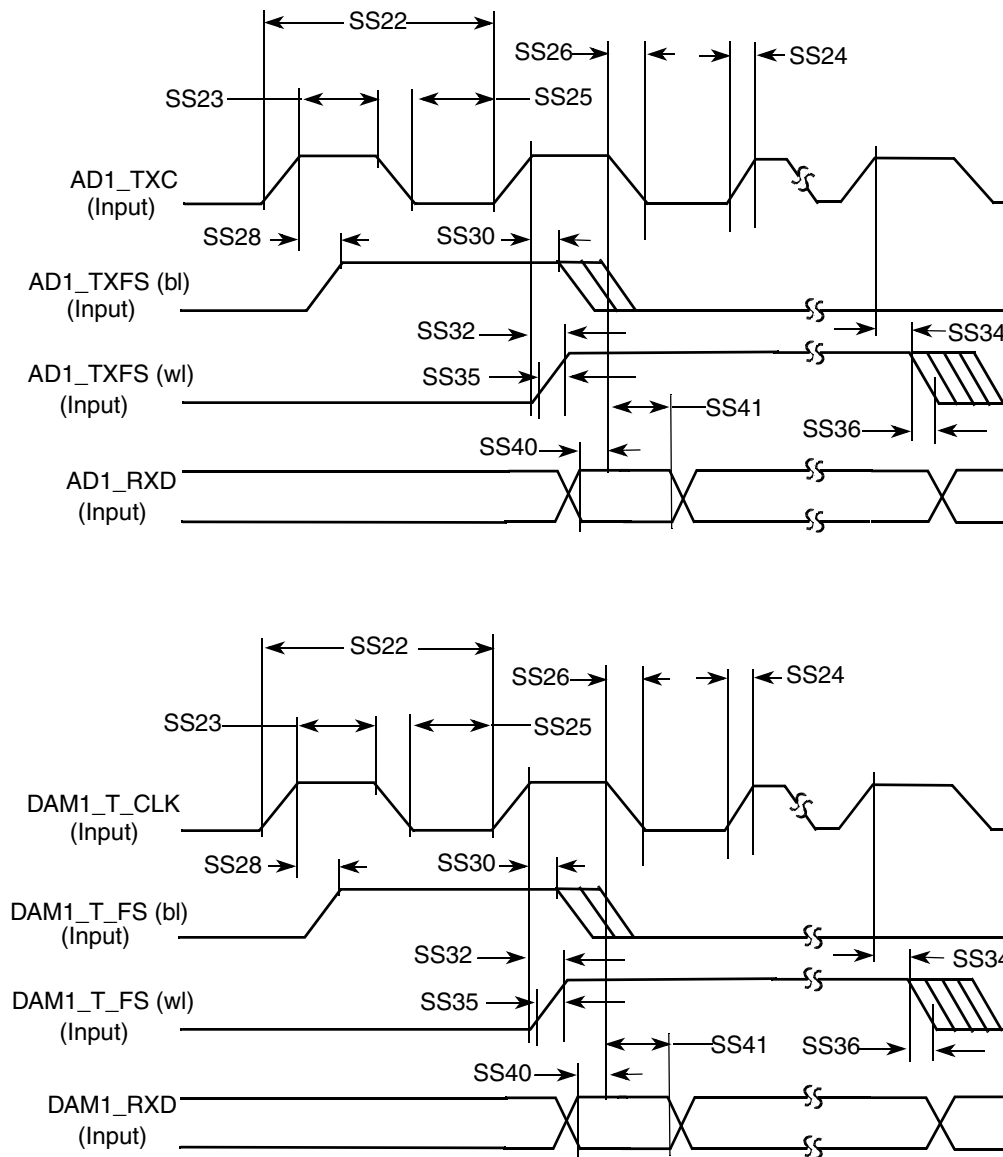 SS22
SS26
SS24
SS23
SS25
AD1_TXC
(Input)
SS28
SS30
AD1_TXFS (bl)
(Input)
SS32
SS34
AD1_TXFS (wl)
(Input)
SS35
SS41
SS36
SS40
AD1_RXD
(Input)
SS22
SS26
SS24
SS23
SS25
DAM1_T_CLK
(Input)
SS28
SS30
DAM1_T_FS (bl)
(Input)
SS32
SS34
DAM1_T_FS (wl)
(Input)
SS35
SS41
SS36
SS40
DAM1_RXD
(Input)